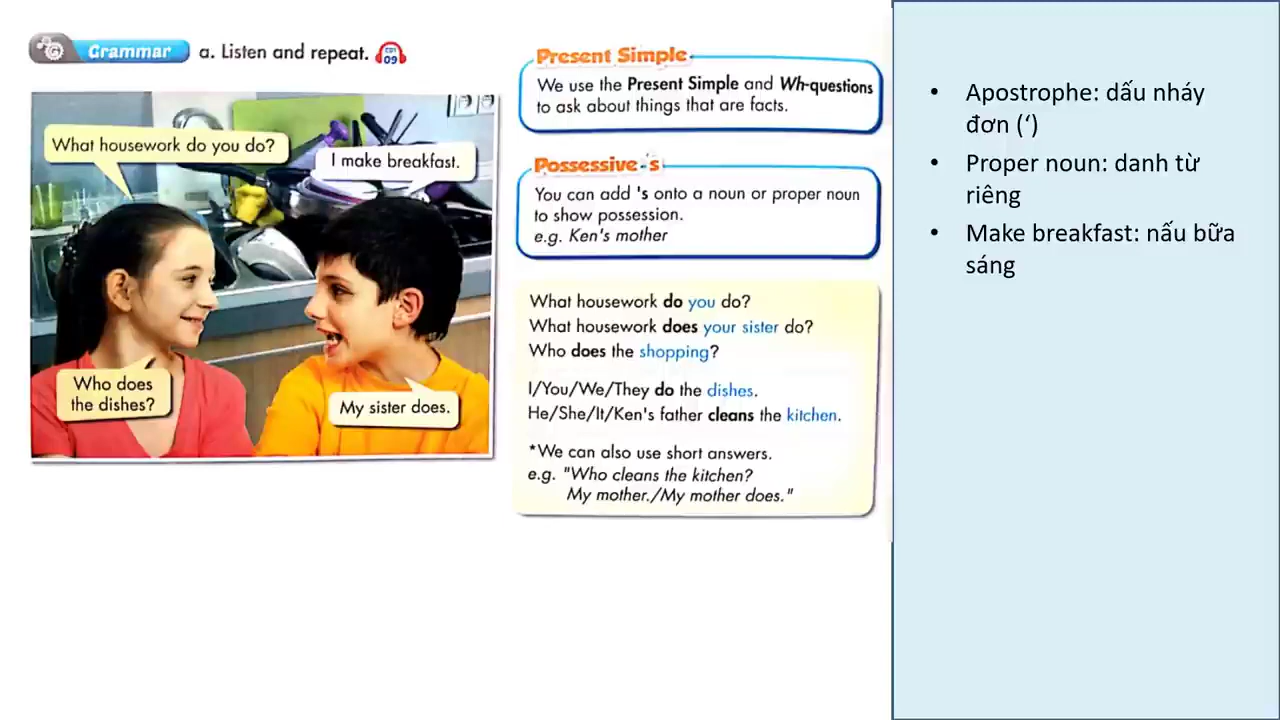 Grammar
a. Listen and repeat.
CD1
09
What housework do you do?
I make breakfast.
Who does
the dishes?
My sister does.
Present Simple
We use the Present Simple and Wh-questions
to ask about things that are facts.
Possessive 's
You can add 's onto a noun or proper noun
to show possession.
e.g. Ken's mother
What housework do you do?
What housework does your sister do?
Who does the shopping?
I/You/We/They do the dishes.
He/She/It/Ken's father cleans the kitchen.
*We can also use short answers.
e.g. "Who cleans the kitchen?
My mother./My mother does."
• Apostrophe: dấu nháy
đơn (‘)
• Proper noun: danh từ
riêng
• Make breakfast: nấu bữa
sáng